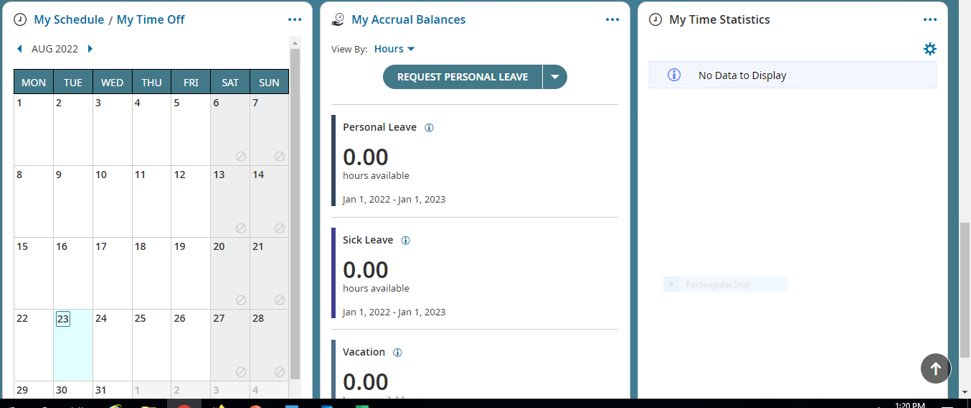 My Schedule / My Time Off
AUG 2022
MON TUE WED THU FRI SAT SUN
1 2 3 4 5 6 7
8 9 10 11 12 13 14
15 16 17 18 19 20 21
22 23 24 25 26 27 28
29 30 31 1 2 3 4
My Accrual Balances
View By: Hours
REQUEST PERSONAL LEAVE
Personal Leave
0.00
hours available
Jan 1, 2022 - Jan 1, 2023
Sick Leave
0.00
hours available
Jan 1, 2022 - Jan 1, 2023
Vacation
0.00
My Time Statistics
No Data to Display
Rectangular Snip
1:20 PM